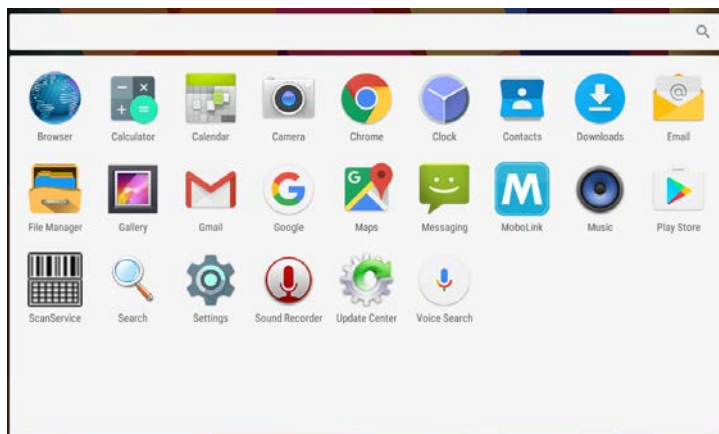 Browser Calculator Calendar Camera Chrome Clock Contacts Downloads Email
File Manager Gallery Gmail Google Maps Messaging MoboLink Music Play Store
ScanService Search Settings Sound Recorder Update Center Voice Search